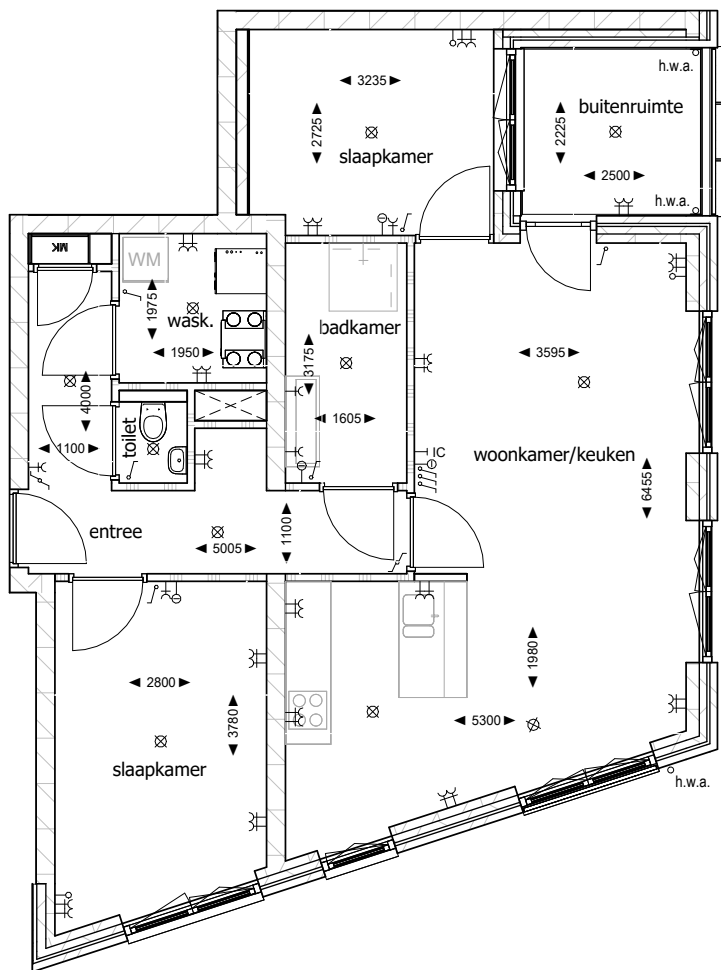 3235
2725
slaapkamer
h.w.a.
buitenruimte
2225
2500
h.w.a.
MK
WM
1975
wask.
1950
badkamer
3175
1605
3595
4000
1100
toilet
IC
woonkamer/keuken
6455
entree
5005
1100
2800
3780
slaapkamer
1980
5300
h.w.a.